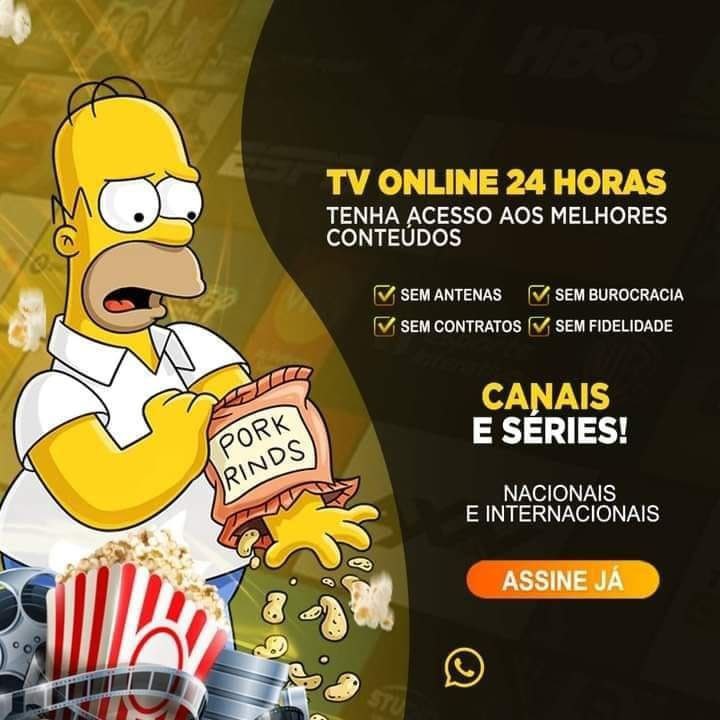 HBO
TV ONLINE 24 HORAS
TENHA ACESSO AOS MELHORES
CONTEÚDOS
SEM ANTENAS
SEM BUROCRACIA
SEM CONTRATOS
SEM FIDELIDADE
CANAIS
E SÉRIES!
PORK
RINDS
NACIONAIS
E INTERNACIONAIS
ASSINE JÁ